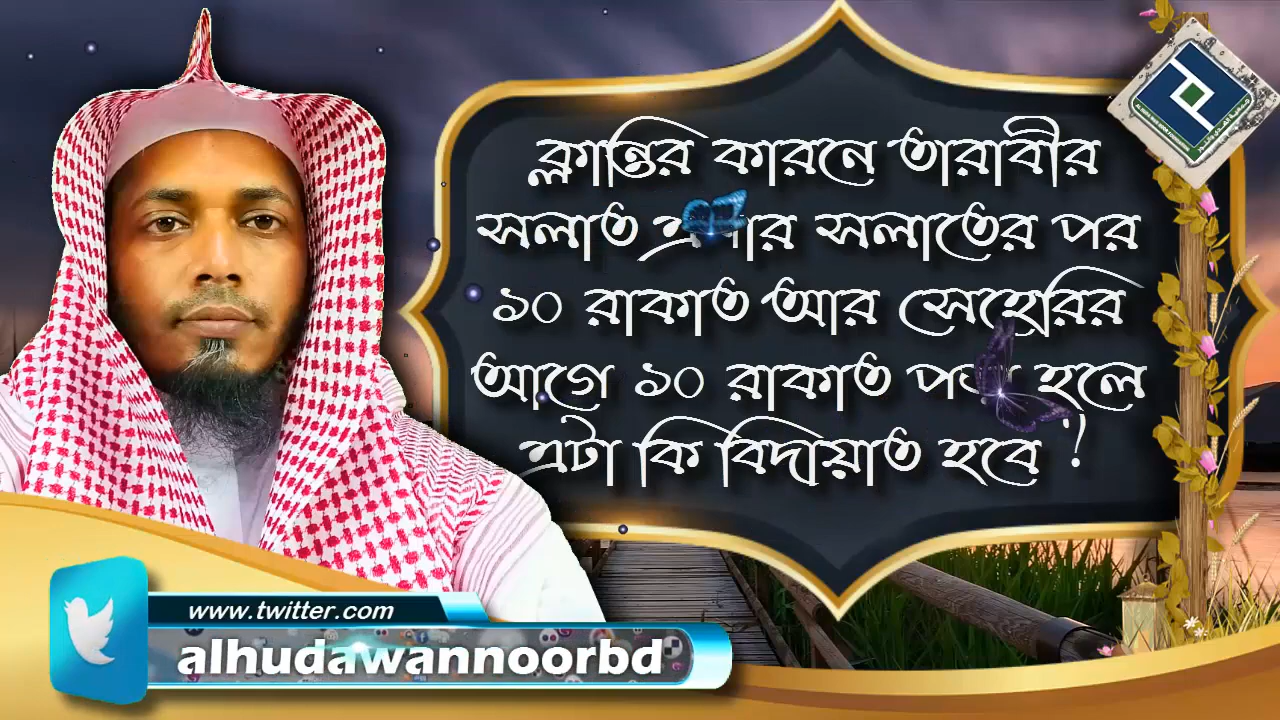 ক্লান্তির কারনে তারাবীর
সলাত সলাতের পর
১০ রাকাত আর সেহেরির
আগে ১০ রাকাত হলে
এটা কি বিদায়াত হবে ?
www.twitter.com
alhudawannoorbd